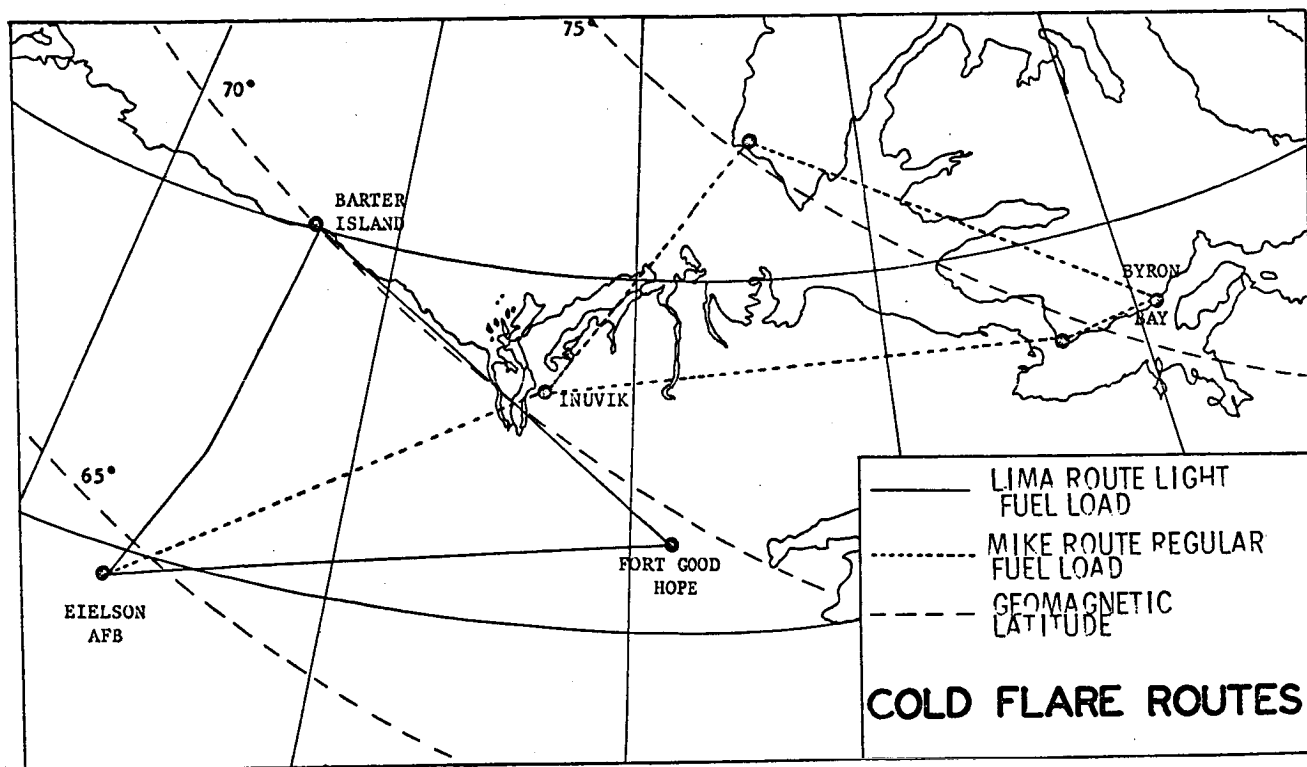 75°
70°
BARTER
ISLAND
BYRON
BAY
INUVIK
65°
FORT GOOD
HOPE
EIELSON
AFB
LIMA ROUTE LIGHT
FUEL LOAD
MIKE ROUTE REGULAR
FUEL LOAD
GEOMAGNETIC
LATITUDE
COLD FLARE ROUTES